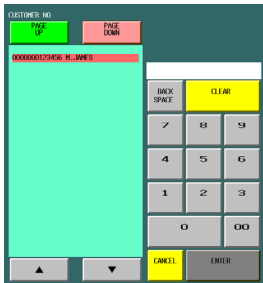 CUSTOMER NO
PAGE
UP
PAGE
DOWN
0000000123456 M.JAMES
BACK
SPACE
CLEAR
7 8 9
4 5 6
1 2 3
0 00
CANCEL ENTER